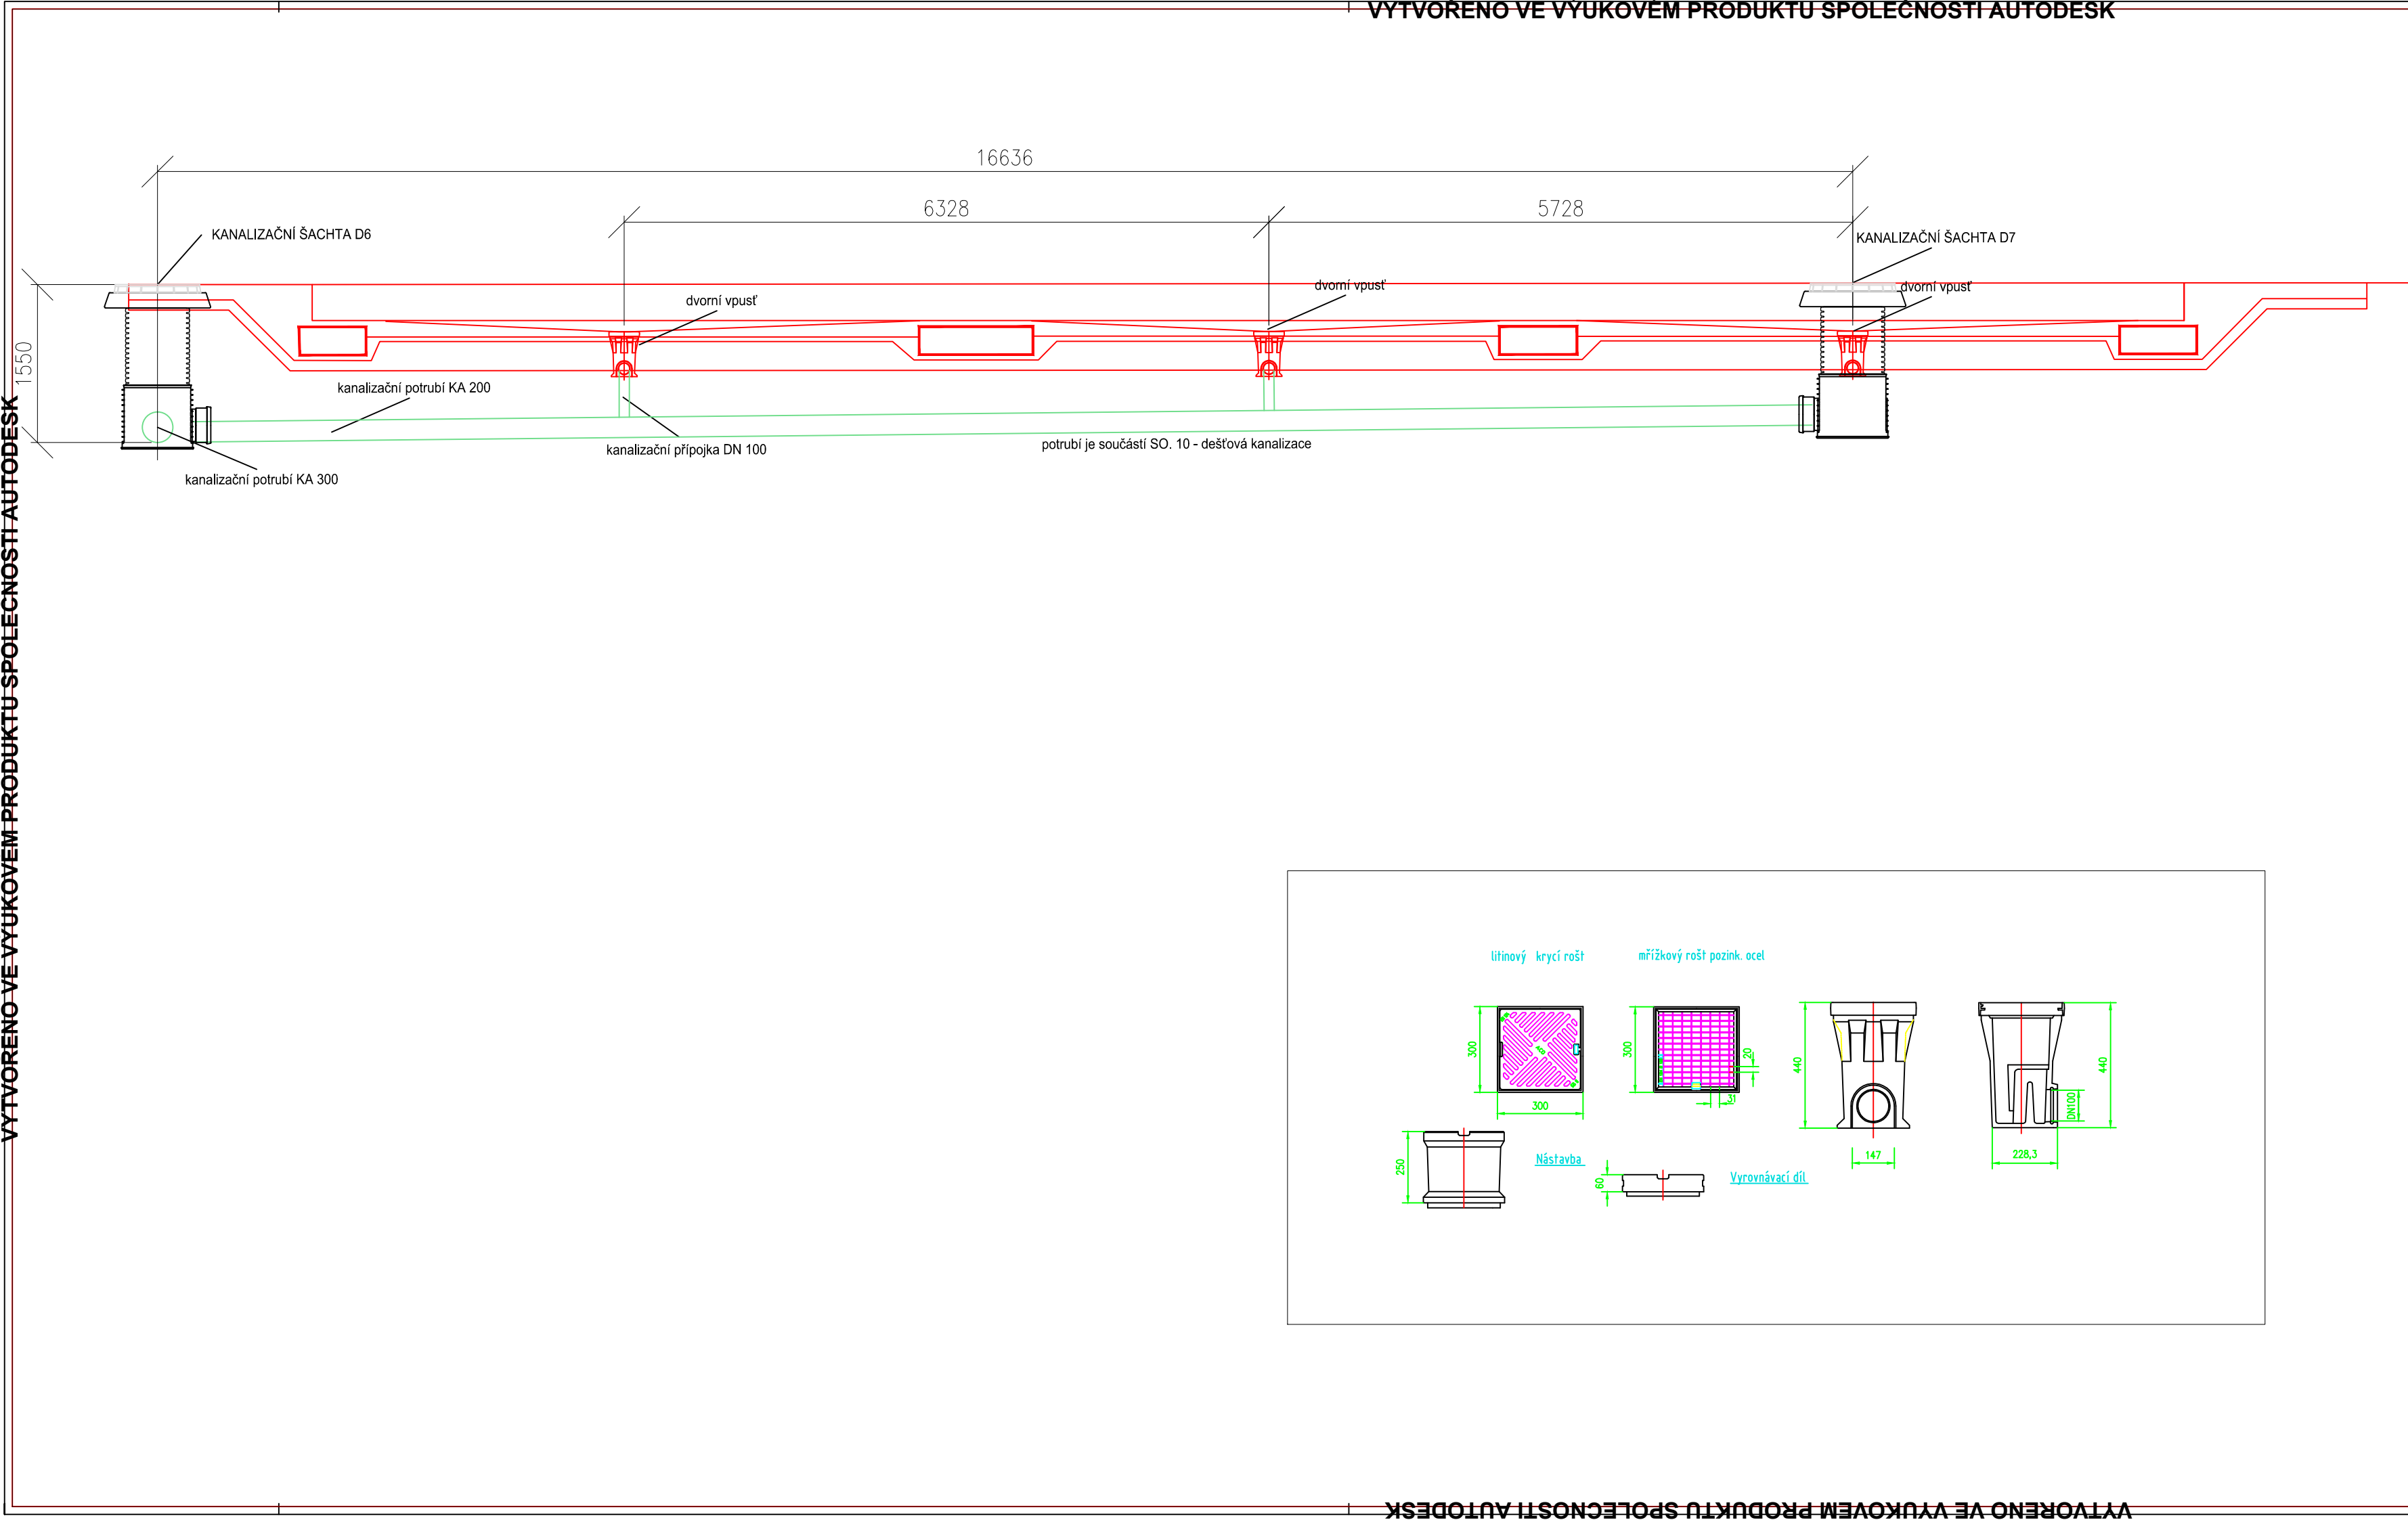 VYTVOŘENO VE VÝUKOVÉM PRODUKTU SPOLEČNOSTI AUTODESK
16636
6328
5728
KANALIZAČNÍ ŠACHTA D6
KANALIZAČNÍ ŠACHTA D7
dvorní vpusť
dvorní vpusť
dvorní vpusť
1550
kanalizační potrubí KA 200
kanalizační přípojka DN 100
potrubí je součástí SO. 10 - dešťová kanalizace
kanalizační potrubí KA 300
VYTVOŘENO VE VÝUKOVÉM PRODUKTU SPOLEČNOSTI AUTODESK
litinový krycí rošt
mřížkový rošt pozink. ocel
300
300
300
20
31
440
440
DN100
147
228,3
250
Nástavba
60
Vyrovnávací díl
VYTVOŘENO VE VÝUKOVÉM PRODUKTU SPOLEČNOSTI AUTODESK